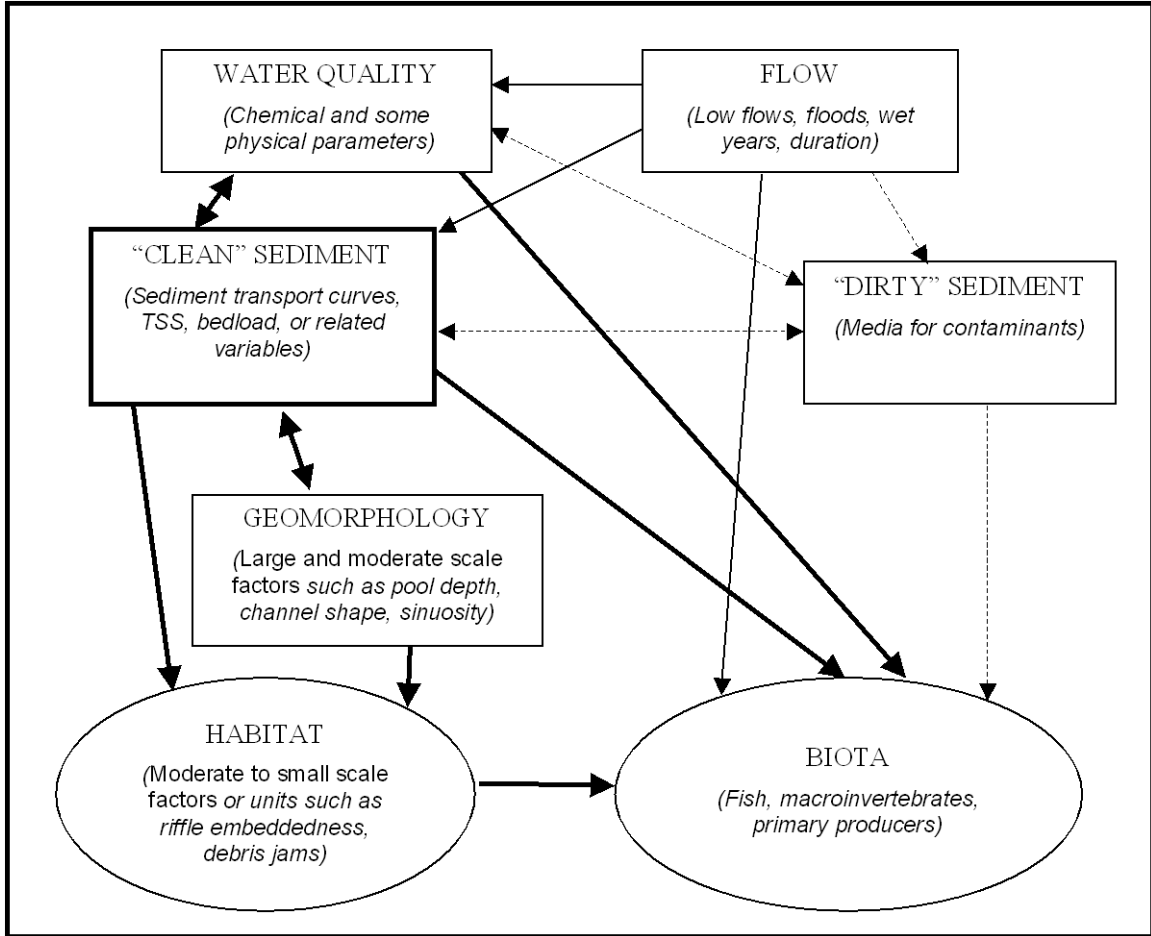 WATER QUALITY
(Chemical and some
physical parameters)
FLOW
(Low flows, floods, wet
years, duration)
“CLEAN” SEDIMENT
(Sediment transport curves,
TSS, bedload, or related
variables)
“DIRTY” SEDIMENT
(Media for contaminants)
GEOMORPHOLOGY
(Large and moderate scale
factors such as pool depth,
channel shape, sinuosity)
HABITAT
(Moderate to small scale
factors or units such as
riffle embeddedness,
debris jams)
BIOTA
(Fish, macroinvertebrates,
primary producers)